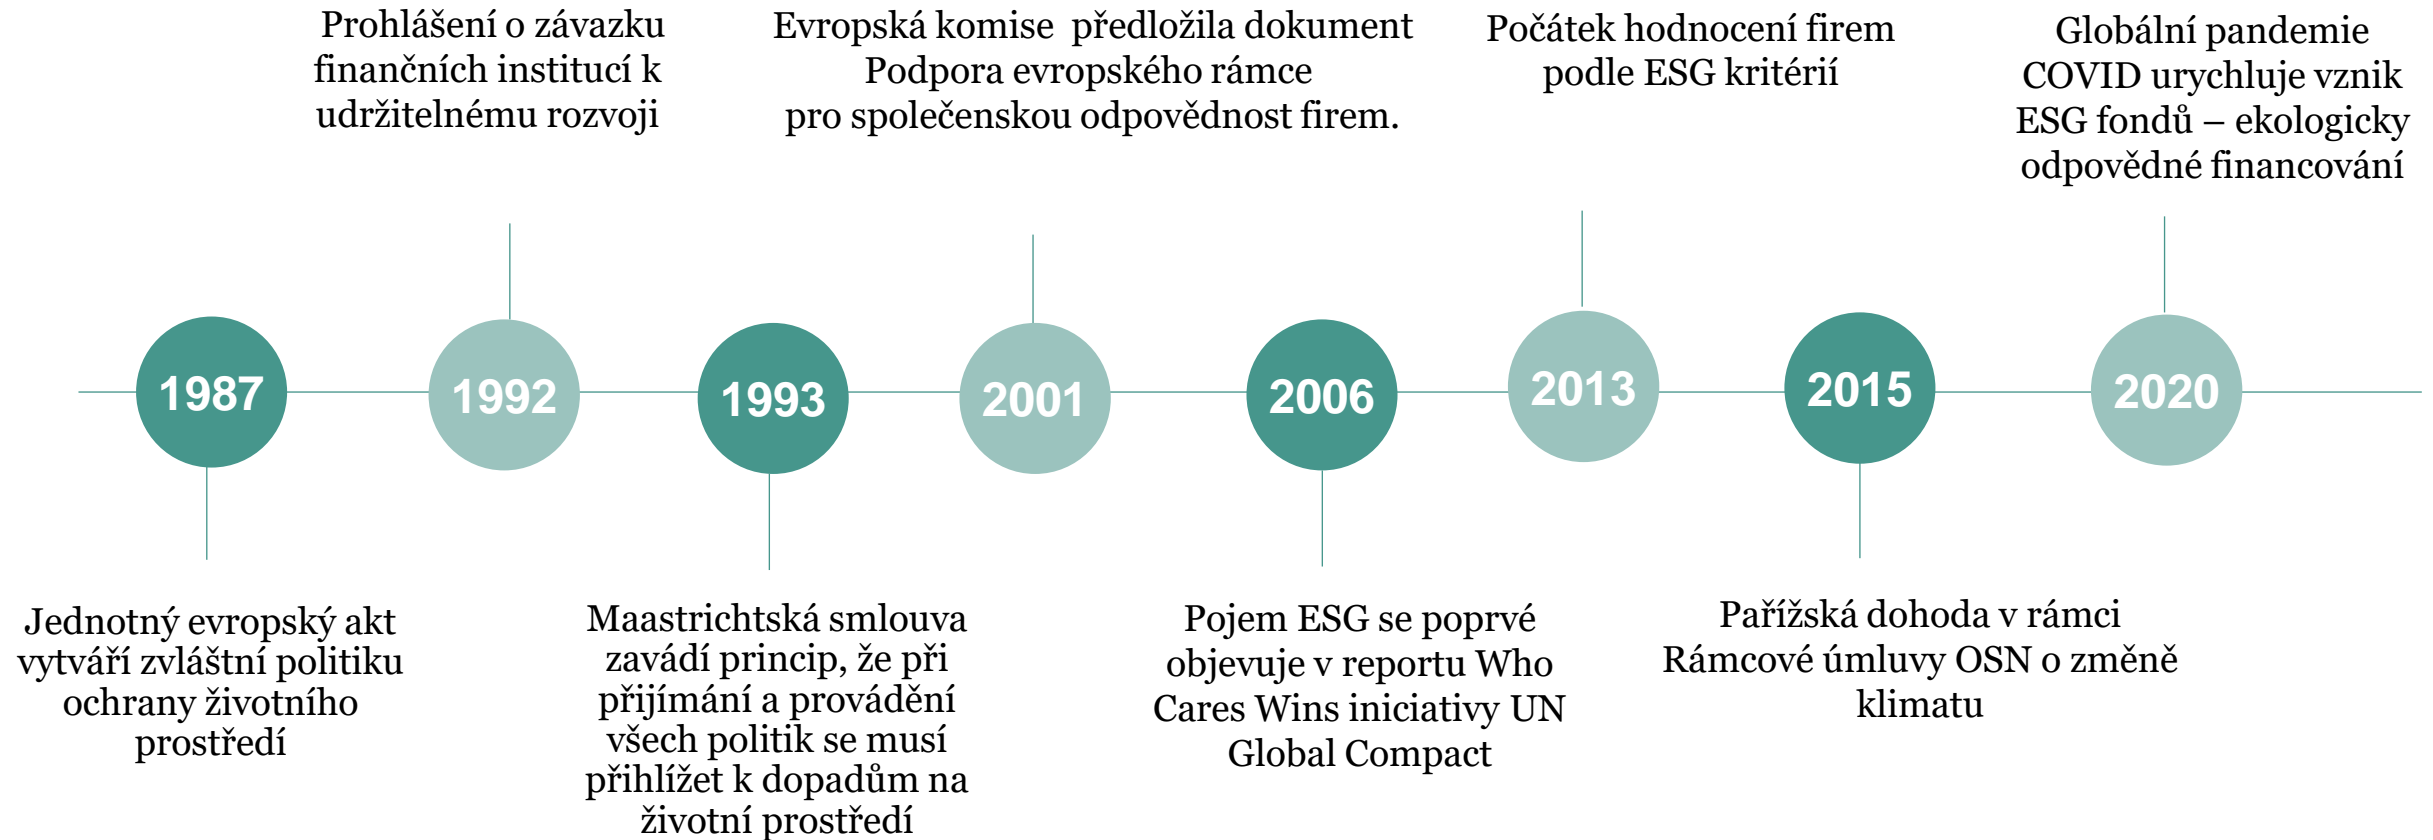 Prohlášení o závazku
finančních institucí k
udržitelnému rozvoji
Evropská komise  předložila dokument
Podpora evropského rámce
pro společenskou odpovědnost firem.
Počátek hodnocení firem
podle ESG kritérií
Globální pandemie
COVID urychluje vznik
ESG fondů – ekologicky
odpovědné financování
1987
1992
1993
2001
2006
2013
2015
2020
Jednotný evropský akt
vytváří zvláštní politiku
ochrany životního
prostředí
Maastrichtská smlouva
zavádí princip, že při
přijímání a provádění
všech politik se musí
přihlížet k dopadům na
životní prostředí
Pojem ESG se poprvé
objevuje v reportu Who
Cares Wins iniciativy UN
Global Compact
Pařížská dohoda v rámci
Rámcové úmluvy OSN o změně
klimatu